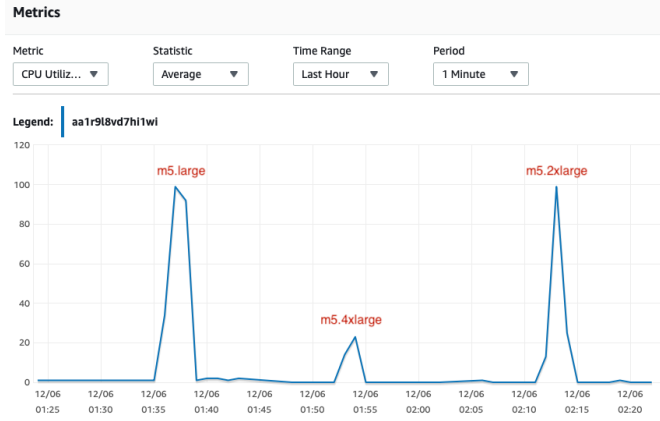 Metrics
Metric Statistic Time Range Period
CPU Utiliz... Average Last Hour 1 Minute
Legend: aa1r9l8vd7hi1wi
120
m5.large m5.2xlarge
100
80
60
40
m5.4xlarge
20
0
12/06 12/06 12/06 12/06 12/06 12/06 12/06 12/06 12/06 12/06 12/06 12/06
01:25 01:30 01:35 01:40 01:45 01:50 01:55 02:00 02:05 02:10 02:15 02:20